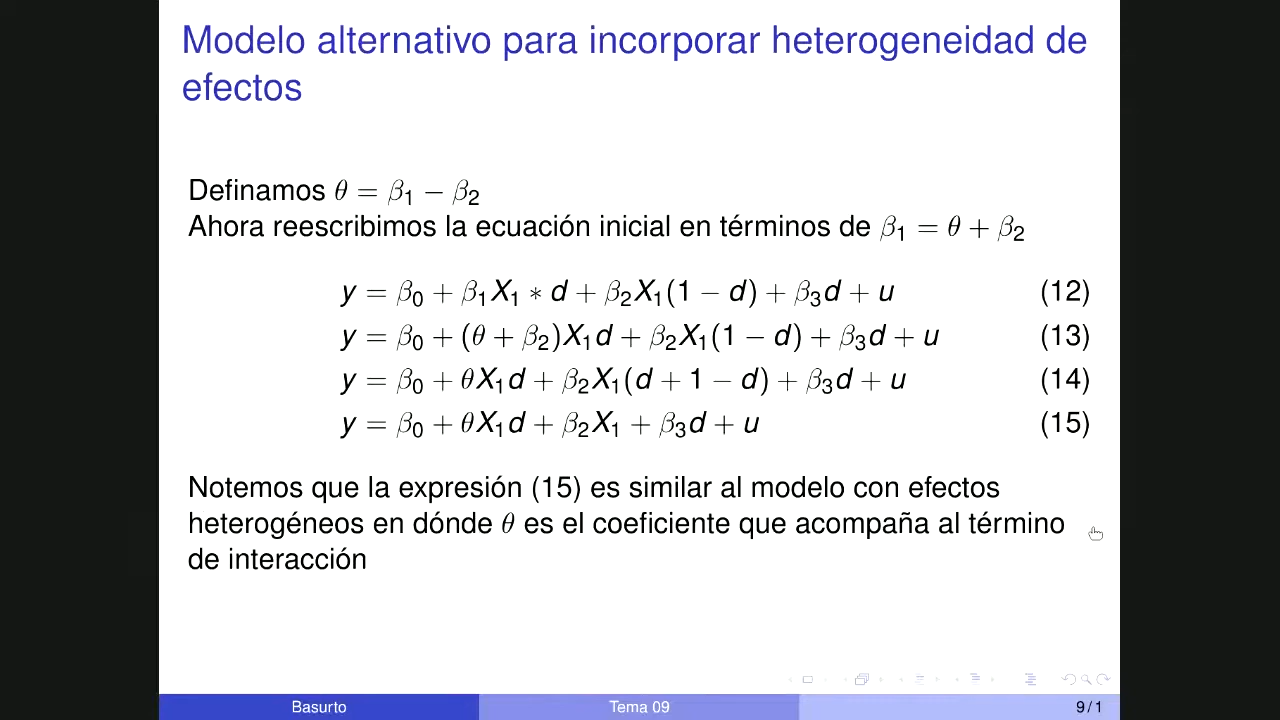 Modelo alternativo para incorporar heterogeneidad de
efectos
Definamos θ = β₁ − β₂
Ahora reescribimos la ecuación inicial en términos de β₁ = θ + β₂
y = β₀ + β₁X₁ ∗ d + β₂X₁(1 − d) + β₃d + u (12)
y = β₀ + (θ + β₂)X₁d + β₂X₁(1 − d) + β₃d + u (13)
y = β₀ + θX₁d + β₂X₁(d + 1 − d) + β₃d + u (14)
y = β₀ + θX₁d + β₂X₁ + β₃d + u (15)
Notemos que la expresión (15) es similar al modelo con efectos
heterogéneos en dónde θ es el coeficiente que acompaña al término
de interacción
Basurto Tema 09 9 / 1